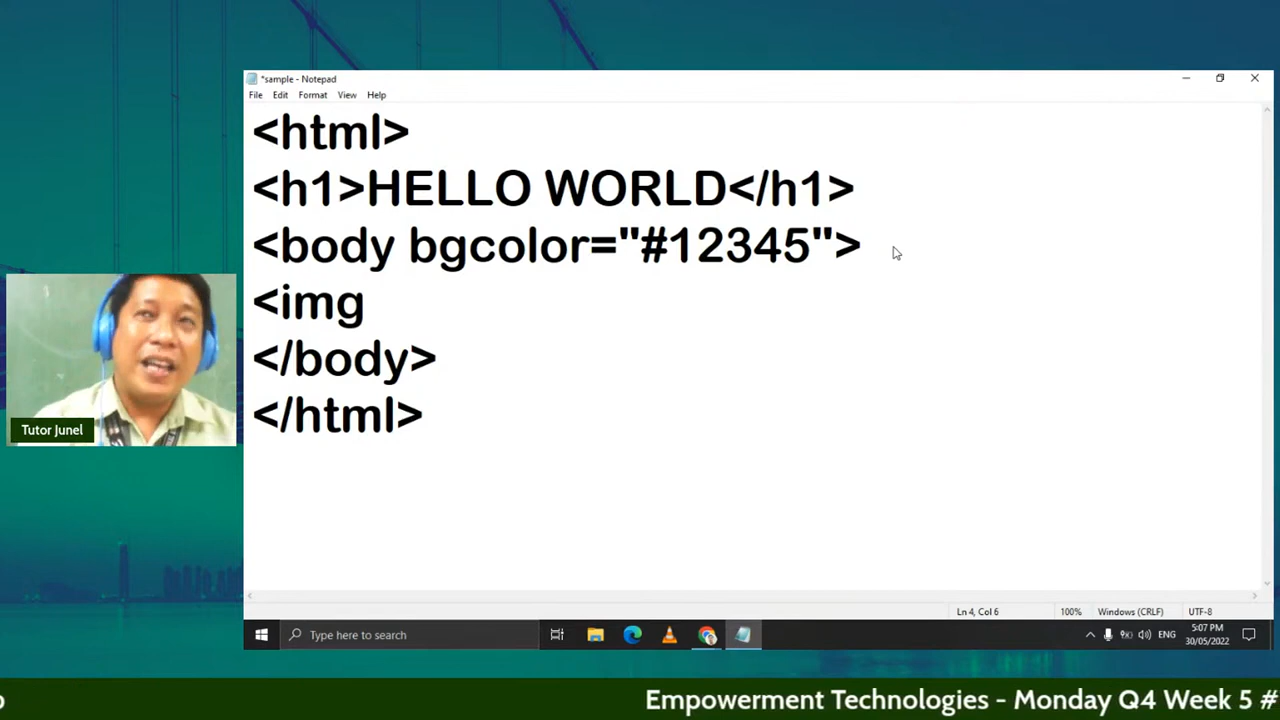 *sample - Notepad
File Edit Format View Help
<html>
<h1>HELLO WORLD</h1>
<body bgcolor="#12345">
<img
</body>
</html>
Tutor Junel
Ln 4, Col 6 100% Windows (CRLF) UTF-8
Type here to search
ENG
5:07 PM
30/05/2022
Empowerment Technologies - Monday Q4 Week 5 #